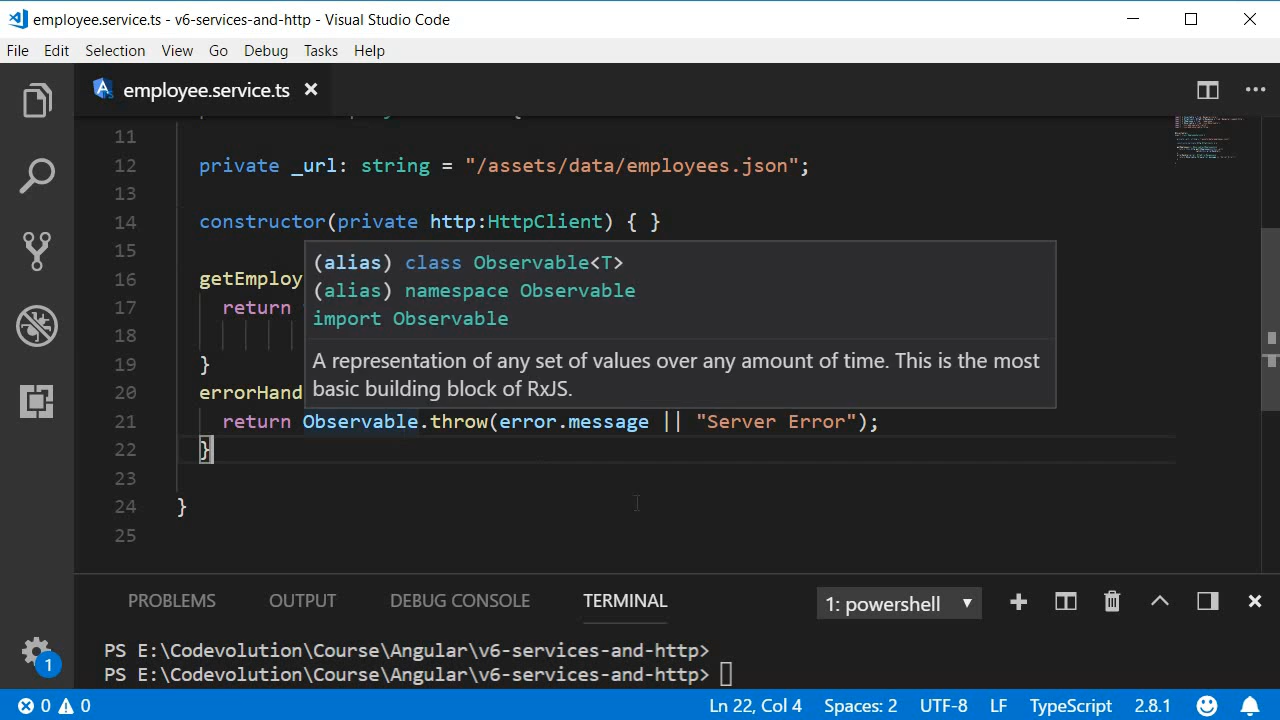 employee.service.ts - v6-services-and-http - Visual Studio Code
File Edit Selection View Go Debug Tasks Help
employee.service.ts
11
12 private _url: string = "/assets/data/employees.json";
13
14 constructor(private http:HttpClient) { }
15
16 getEmploy
17 return
18
19 }
20 errorHand
(alias) class Observable<T>
(alias) namespace Observable
import Observable
A representation of any set of values over any amount of time. This is the most
basic building block of RxJS.
21 return Observable.throw(error.message || "Server Error");
22 }
23
24 }
25
PROBLEMS OUTPUT DEBUG CONSOLE TERMINAL 1: powershell
PS E:\Codevolution\Course\Angular\v6-services-and-http>
PS E:\Codevolution\Course\Angular\v6-services-and-http>
1
0 0 Ln 22, Col 4 Spaces: 2 UTF-8 LF TypeScript 2.8.1